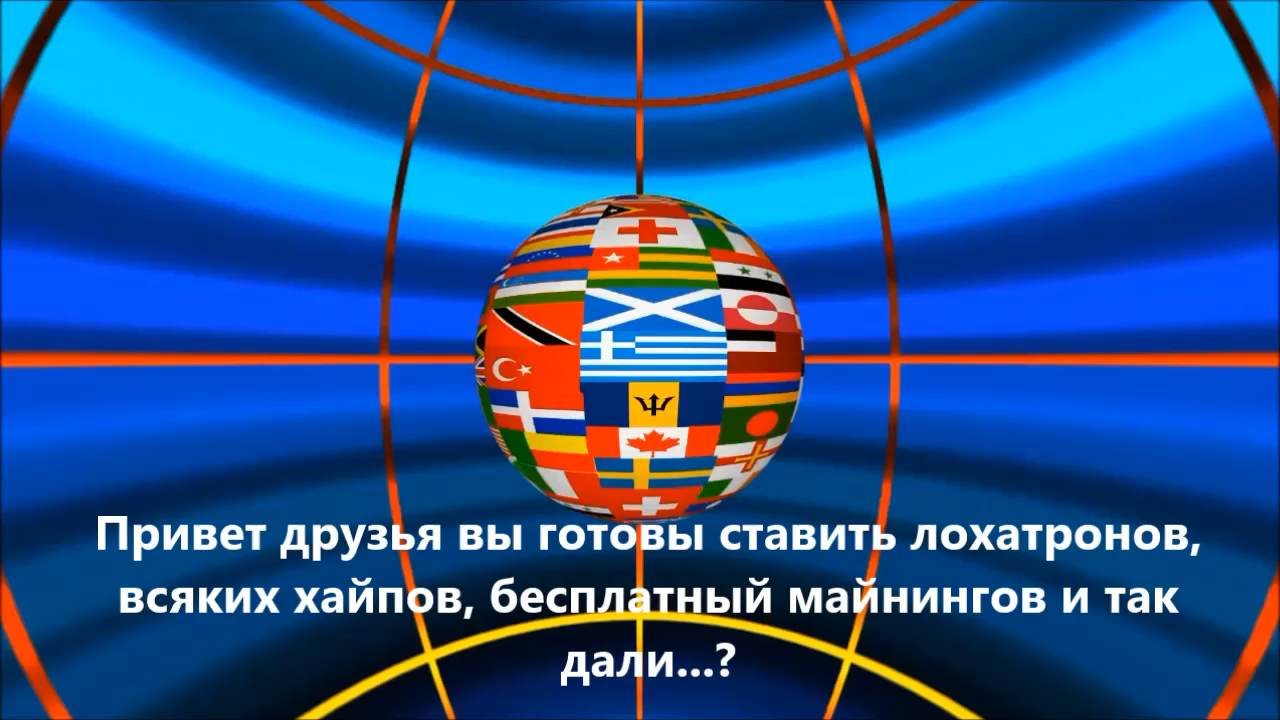 Привет друзья вы готовы ставить лохатронов,
всяких хайпов, бесплатный майнингов и так
дали...?